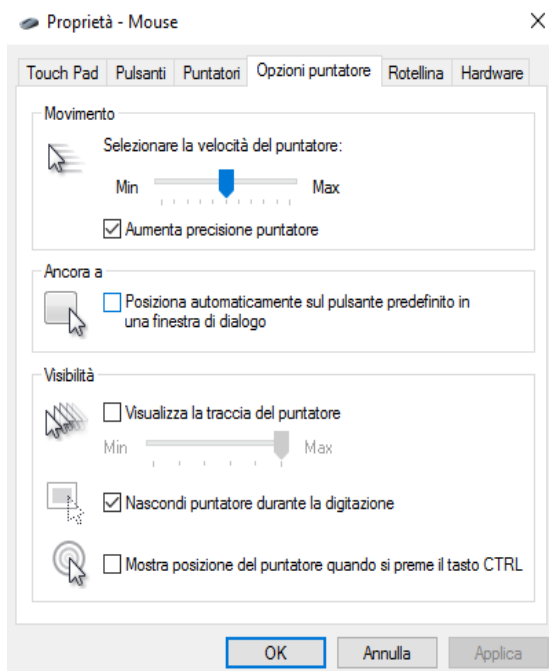 Proprietà - Mouse
Touch Pad Pulsanti Puntatori Opzioni puntatore Rotellina Hardware
Movimento
Selezionare la velocità del puntatore:
Min Max
Aumenta precisione puntatore
Ancora a
Posiziona automaticamente sul pulsante predefinito in
una finestra di dialogo
Visibilità
Visualizza la traccia del puntatore
Min Max
Nascondi puntatore durante la digitazione
Mostra posizione del puntatore quando si preme il tasto CTRL
OK Annulla Applica